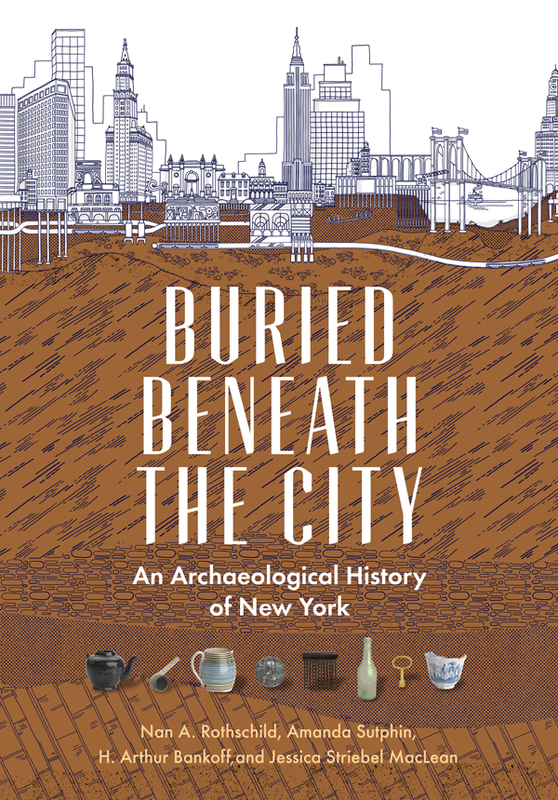 BURIED
BENEATH
THE CITY
An Archaeological History
of New York
Nan A. Rothschild, Amanda Sutphin,
H. Arthur Bankoff,and Jessica Striebel MacLean